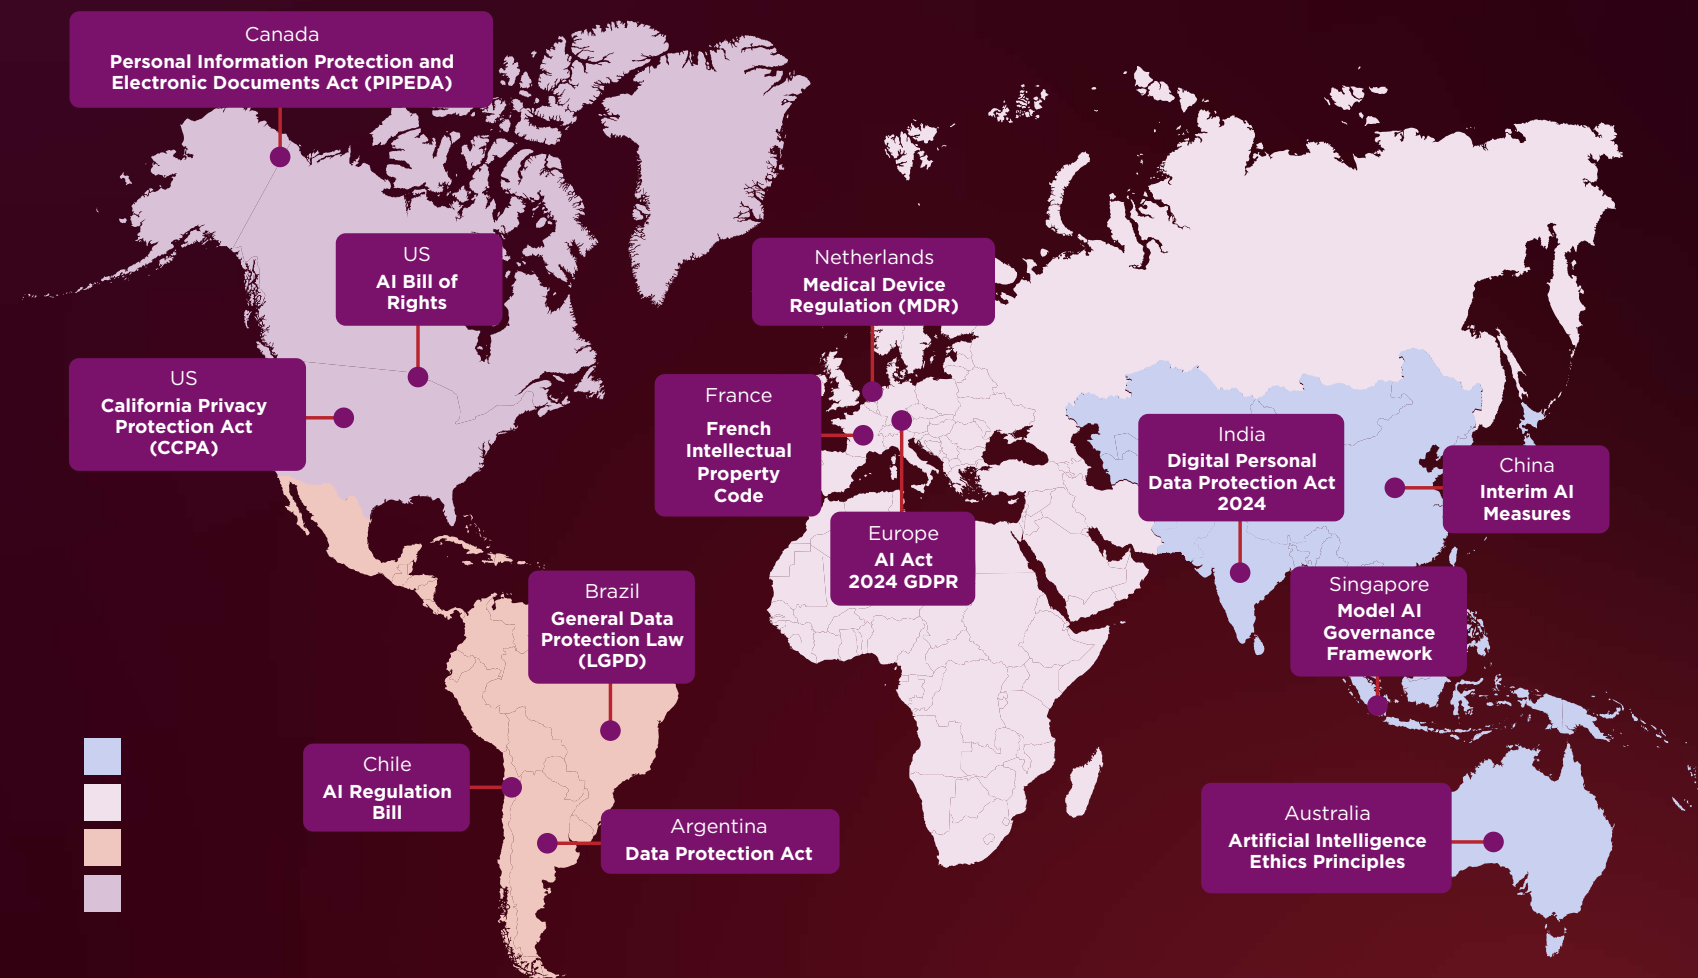 Canada
Personal Information Protection and
Electronic Documents Act (PIPEDA)
US
AI Bill of
Rights
Netherlands
Medical Device
Regulation (MDR)
US
California Privacy
Protection Act
(CCPA)
France
French
Intellectual
Property
Code
India
Digital Personal
Data Protection Act
2024
China
Interim AI
Measures
Europe
AI Act
2024 GDPR
Brazil
General Data
Protection Law
(LGPD)
Singapore
Model AI
Governance
Framework
Chile
AI Regulation
Bill
Argentina
Data Protection Act
Australia
Artificial Intelligence
Ethics Principles